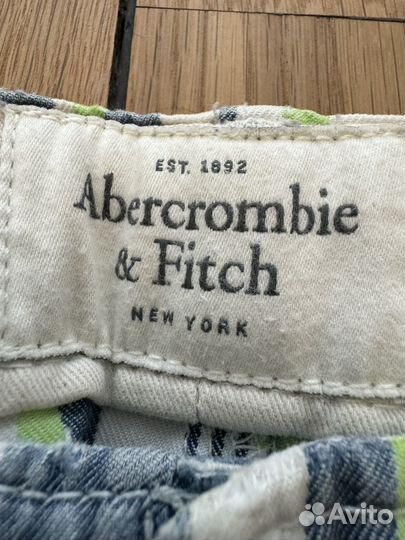 EST. 1892
Abercrombie
& Fitch
NEW YORK
Avito